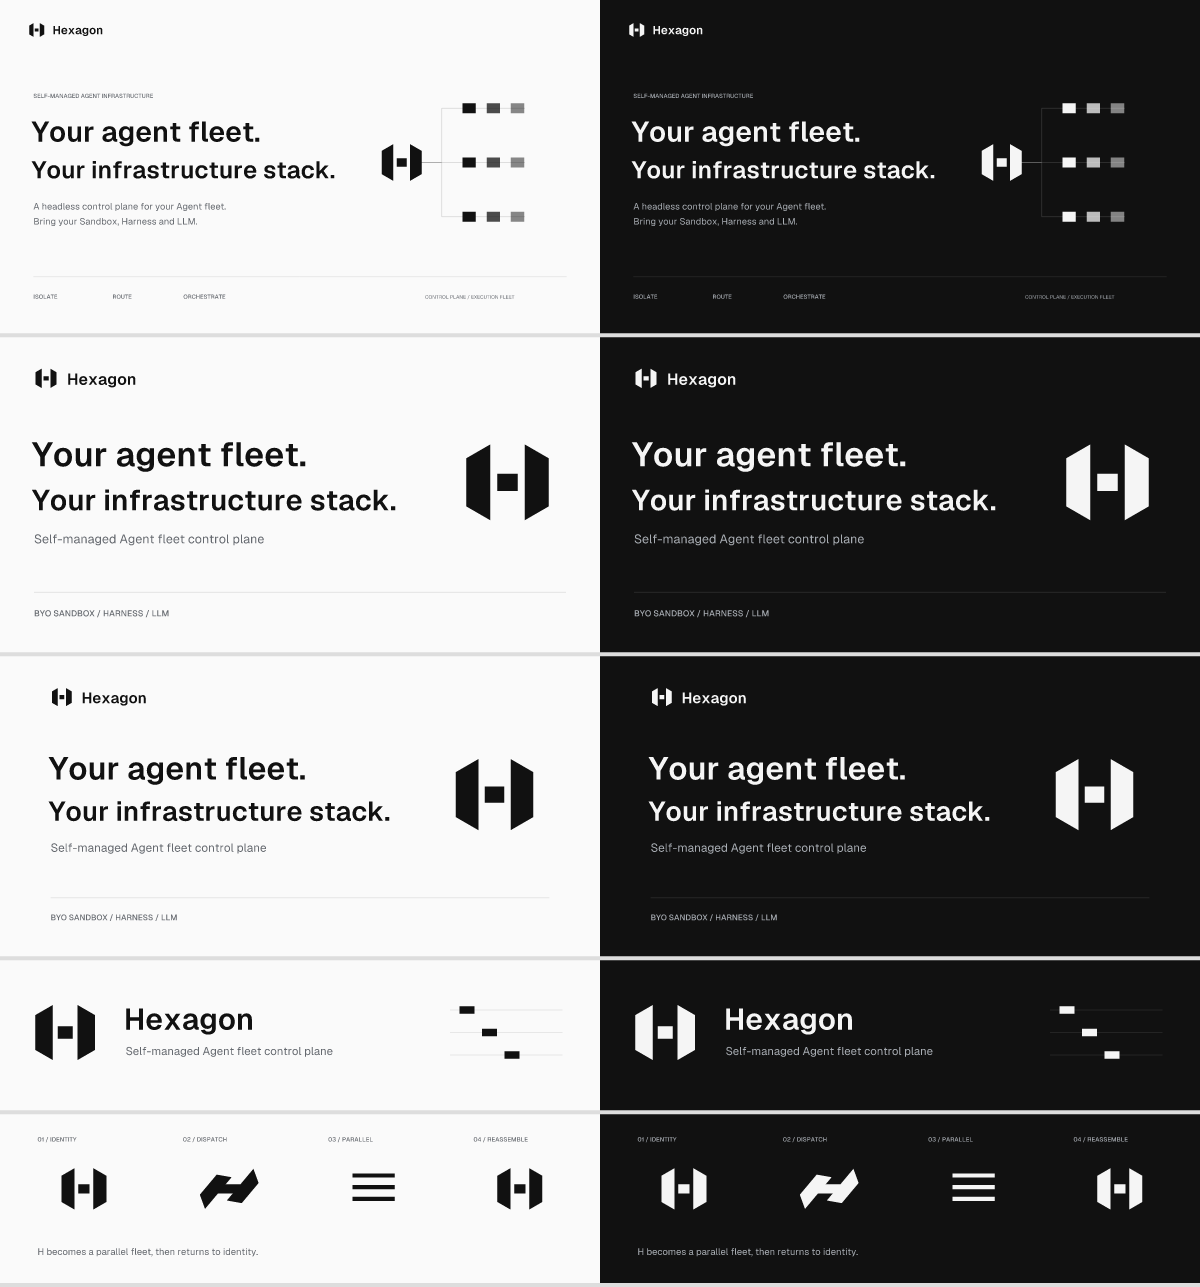 Hexagon
SELF-MANAGED AGENT INFRASTRUCTURE
Your agent fleet.
Your infrastructure stack.
A headless control plane for your Agent fleet.
Bring your Sandbox, Harness and LLM.
ISOLATE ROUTE ORCHESTRATE CONTROL PLANE / EXECUTION FLEET
Hexagon
SELF-MANAGED AGENT INFRASTRUCTURE
Your agent fleet.
Your infrastructure stack.
A headless control plane for your Agent fleet.
Bring your Sandbox, Harness and LLM.
ISOLATE ROUTE ORCHESTRATE CONTROL PLANE / EXECUTION FLEET
Hexagon
Your agent fleet.
Your infrastructure stack.
Self-managed Agent fleet control plane
BYO SANDBOX / HARNESS / LLM
Hexagon
Your agent fleet.
Your infrastructure stack.
Self-managed Agent fleet control plane
BYO SANDBOX / HARNESS / LLM
Hexagon
Your agent fleet.
Your infrastructure stack.
Self-managed Agent fleet control plane
BYO SANDBOX / HARNESS / LLM
Hexagon
Your agent fleet.
Your infrastructure stack.
Self-managed Agent fleet control plane
BYO SANDBOX / HARNESS / LLM
Hexagon
Self-managed Agent fleet control plane
Hexagon
Self-managed Agent fleet control plane
01 / IDENTITY 02 / DISPATCH 03 / PARALLEL 04 / REASSEMBLE
H becomes a parallel fleet, then returns to identity.
01 / IDENTITY 02 / DISPATCH 03 / PARALLEL 04 / REASSEMBLE
H becomes a parallel fleet, then returns to identity.